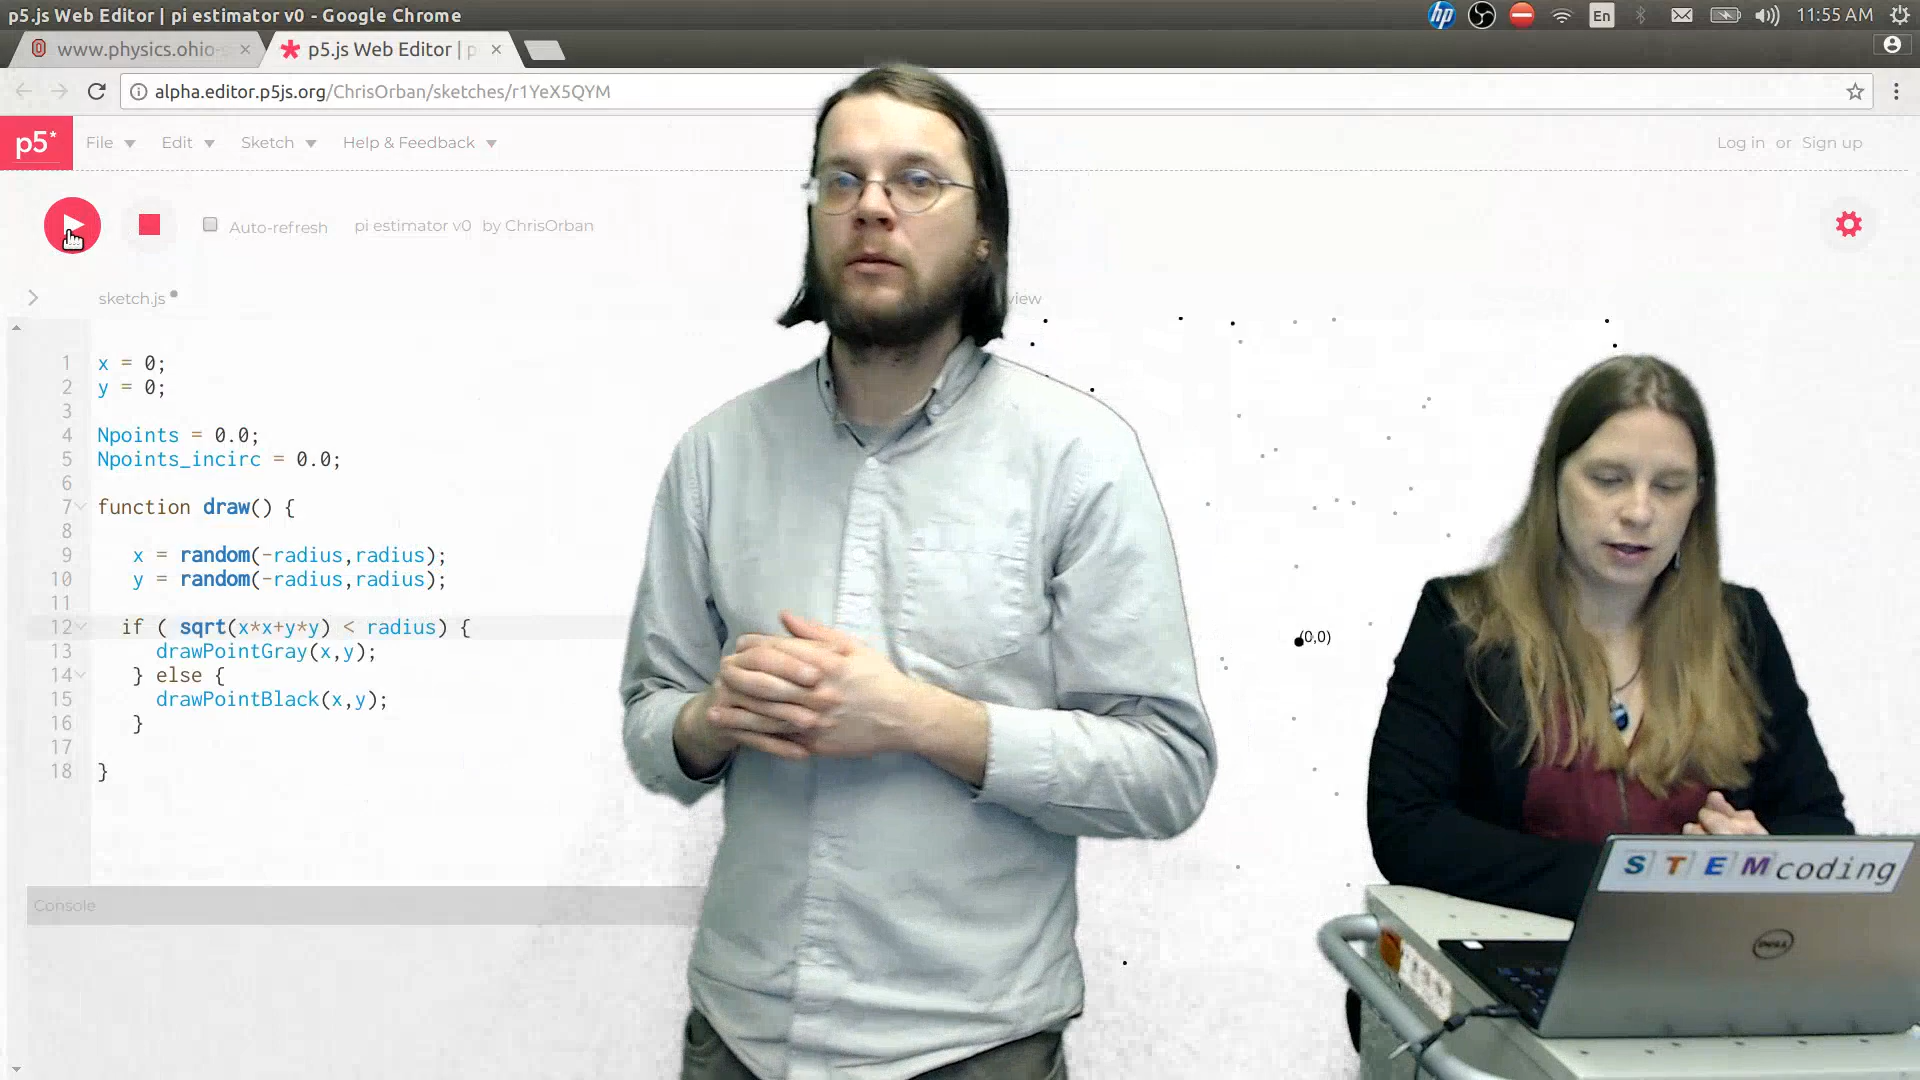 p5.js Web Editor | pi estimator v0 - Google Chrome
En
11:55 AM
www.physics.ohio-
p5.js Web Editor | p
alpha.editor.p5js.org/ChrisOrban/sketches/r1YeX5QYM
p5*
File
Edit
Sketch
Help & Feedback
Log in or Sign up
Auto-refresh
pi estimator v0 by ChrisOrban
sketch.js
view
1 x = 0;
2 y = 0;
3
4 Npoints = 0.0;
5 Npoints_incirc = 0.0;
6
7 function draw() {
8
9 x = random(-radius,radius);
10 y = random(-radius,radius);
11
12 if ( sqrt(x*x+y*y) < radius) {
13 drawPointGray(x,y);
14 } else {
15 drawPointBlack(x,y);
16 }
17
18 }
(0,0)
Console
STEMcoding
DELL
hp